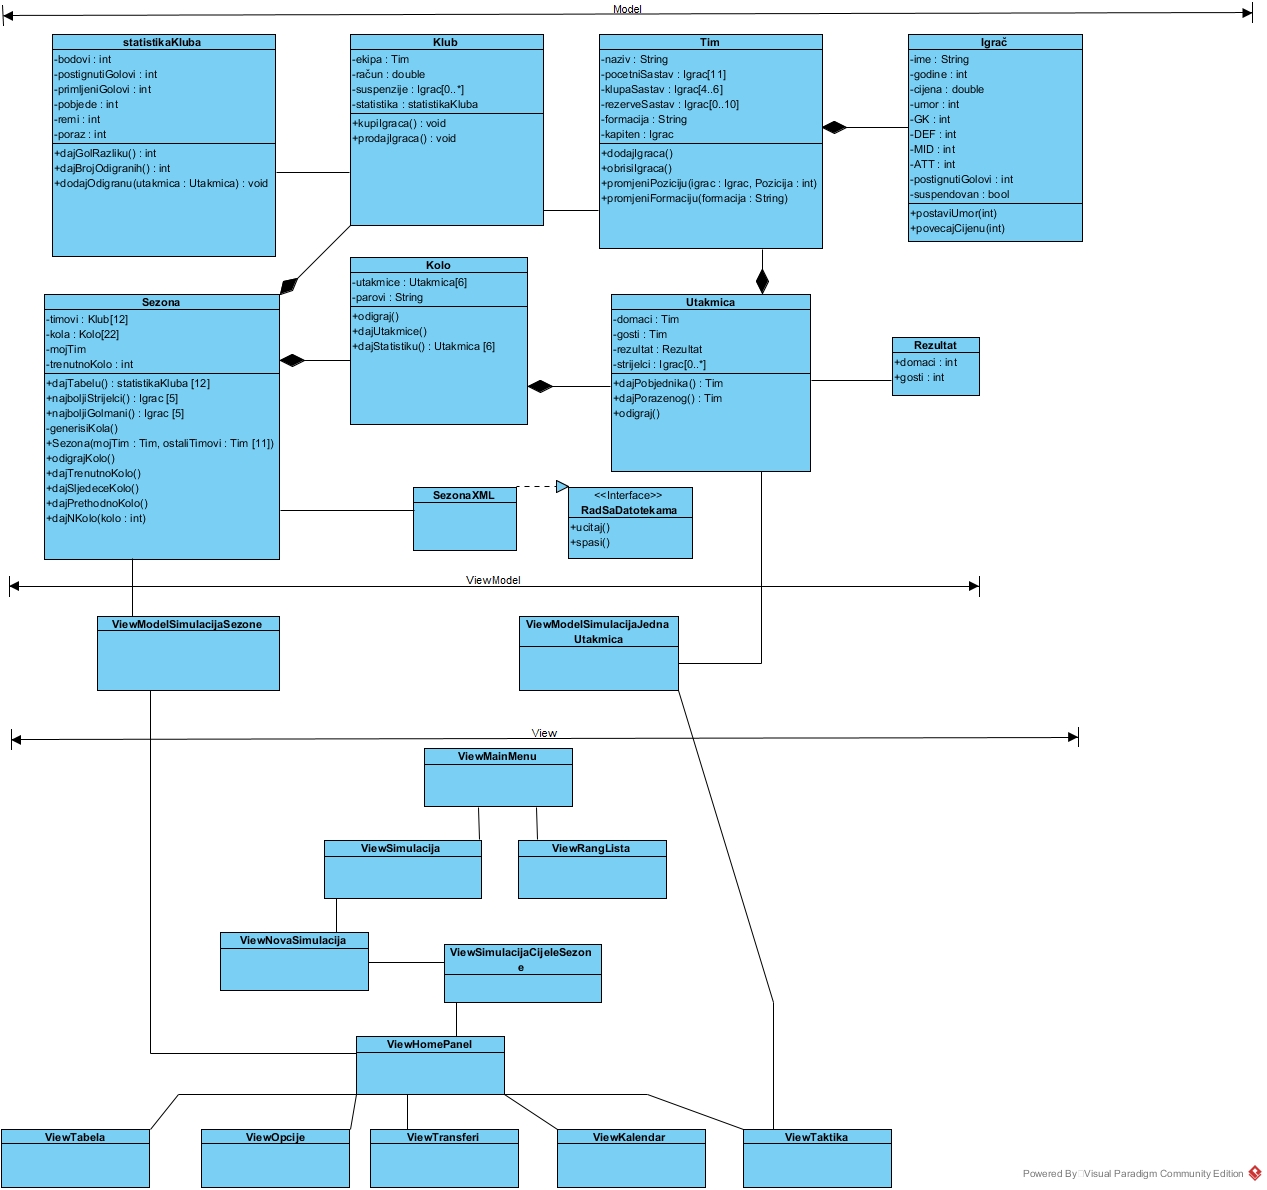 Model
statistikaKluba
-bodovi : int
-postignutiGolovi : int
-primljeniGolovi : int
-pobjede : int
-remi : int
-poraz : int
+dajGolRazliku() : int
+dajBrojOdigranih() : int
+dodajOdigranu(utakmica : Utakmica) : void
Klub
-ekipa : Tim
-račun : double
-suspenzije : Igrac[0..*]
-statistika : statistikaKluba
+kupiIgraca() : void
+prodajIgraca() : void
Tim
-naziv : String
-pocetniSastav : Igrac[11]
-klupaSastav : Igrac[4..6]
-rezerveSastav : Igrac[0..10]
-formacija : String
-kapiten : Igrac
+dodajIgraca()
+obrisiIgraca()
+promjeniPoziciju(igrac : Igrac, Pozicija : int)
+promjeniFormaciju(formacija : String)
Igrač
-ime : String
-godine : int
-cijena : double
-umor : int
-GK : int
-DEF : int
-MID : int
-ATT : int
-postignutiGolovi : int
-suspendovan : bool
+postaviUmor(int)
+povecajCijenu(int)
Sezona
-timovi : Klub[12]
-kola : Kolo[22]
-mojTim
-trenutnoKolo : int
+dajTabelu() : statistikaKluba [12]
+najboljiStrijelci() : Igrac [5]
+najboljiGolmani() : Igrac [5]
-generisiKola()
+Sezona(mojTim : Tim, ostaliTimovi : Tim [11])
+odigrajKolo()
+dajTrenutnoKolo()
+dajSljedeceKolo()
+dajPrethodnoKolo()
+dajNKolo(kolo : int)
Kolo
-utakmice : Utakmica[6]
-parovi : String
+odigraj()
+dajUtakmice()
+dajStatistiku() : Utakmica [6]
Utakmica
-domaci : Tim
-gosti : Tim
-rezultat : Rezultat
-strijelci : Igrac[0..*]
+dajPobjednika() : Tim
+dajPorazenog() : Tim
+odigraj()
Rezultat
+domaci : int
+gosti : int
SezonaXML
<<Interface>>
RadSaDatotekama
+ucitaj()
+spasi()
ViewModel
ViewModelSimulacijaSezone
ViewModelSimulacijaJedna
Utakmica
View
ViewMainMenu
ViewSimulacija
ViewRangLista
ViewNovaSimulacija
ViewSimulacijaCijeleSezon
e
ViewHomePanel
ViewTabela
ViewOpcije
ViewTransferi
ViewKalendar
ViewTaktika
Powered By Visual Paradigm Community Edition